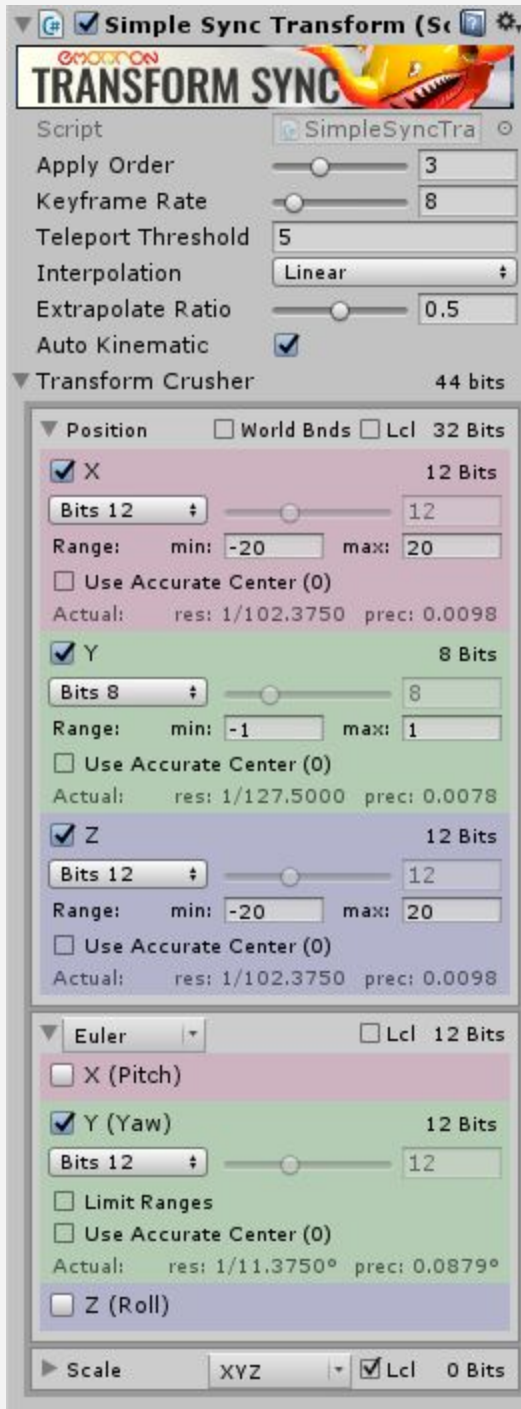 Simple Sync Transform (Sc
emotitron
TRANSFORM SYNC
Script SimpleSyncTra
Apply Order 3
Keyframe Rate 8
Teleport Threshold 5
Interpolation Linear
Extrapolate Ratio 0.5
Auto Kinematic
Transform Crusher 44 bits
Position World Bnds Lcl 32 Bits
X 12 Bits
Bits 12 12
Range: min: -20 max: 20
Use Accurate Center (0)
Actual: res: 1/102.3750 prec: 0.0098
Y 8 Bits
Bits 8 8
Range: min: -1 max: 1
Use Accurate Center (0)
Actual: res: 1/127.5000 prec: 0.0078
Z 12 Bits
Bits 12 12
Range: min: -20 max: 20
Use Accurate Center (0)
Actual: res: 1/102.3750 prec: 0.0098
Euler Lcl 12 Bits
X (Pitch)
Y (Yaw) 12 Bits
Bits 12 12
Limit Ranges
Use Accurate Center (0)
Actual: res: 1/11.3750° prec: 0.0879°
Z (Roll)
Scale XYZ Lcl 0 Bits